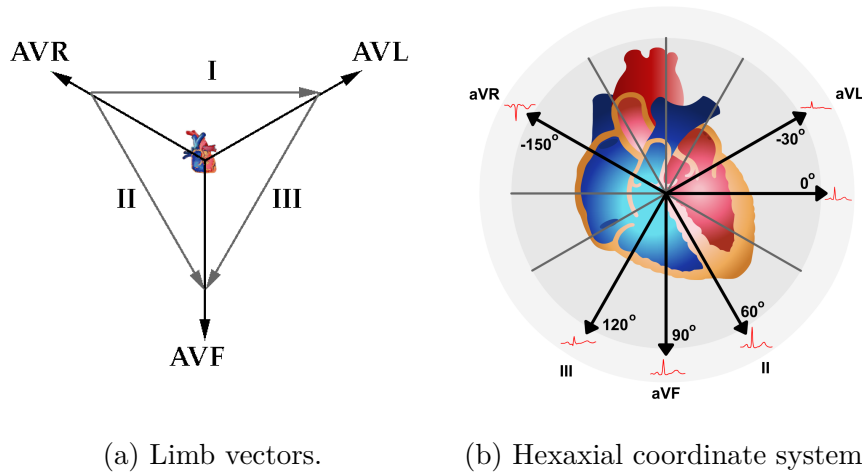 AVR
I
AVL
II
III
AVF
(a) Limb vectors.
aVR
aVL
-150°
-30°
0°
120°
90°
60°
III
aVF
II
(b) Hexaxial coordinate system